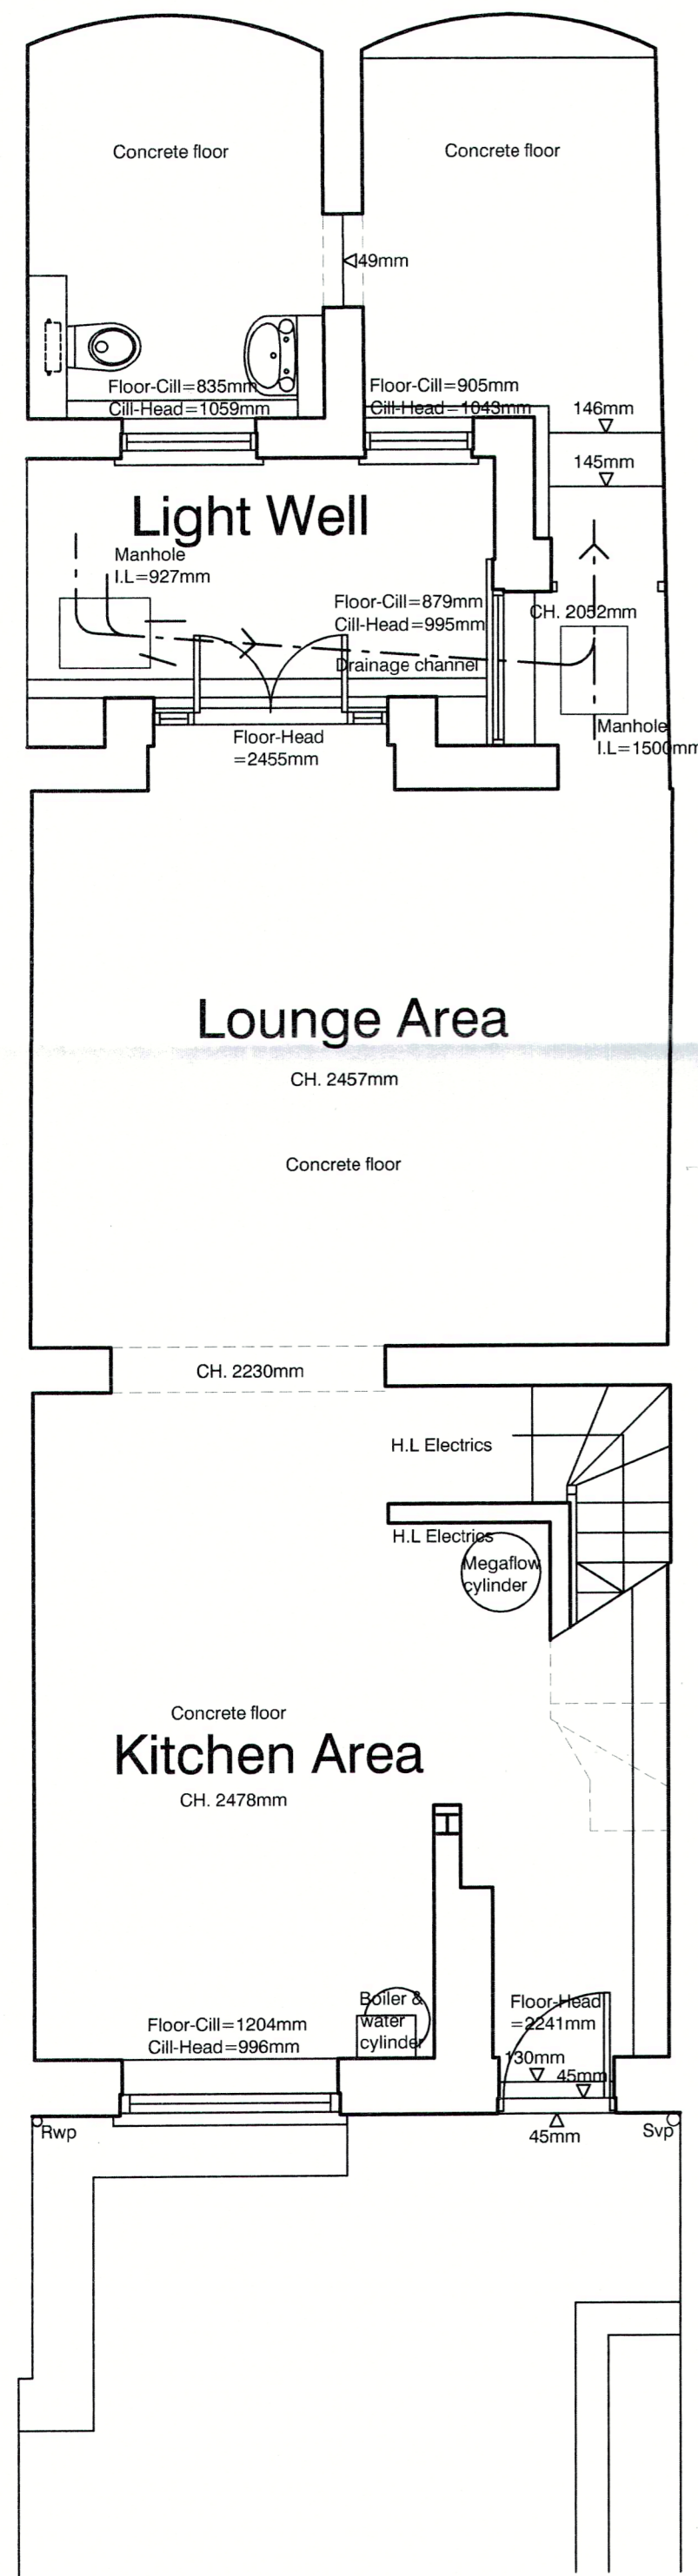 Concrete floor
Concrete floor
49mm
Floor-Cill=835mm
Cill-Head=1059mm
Floor-Cill=905mm
Cill-Head=1043mm
146mm
145mm
Light Well
Manhole
I.L=927mm
Floor-Cill=879mm
Cill-Head=995mm
CH. 2052mm
Drainage channel
Manhole
I.L=1500mm
Floor-Head
=2455mm
Lounge Area
CH. 2457mm
Concrete floor
CH. 2230mm
H.L Electrics
H.L Electrics
Megaflow
cylinder
Concrete floor
Kitchen Area
CH. 2478mm
Boiler &
water
cylinder
Floor-Cill=1204mm
Cill-Head=996mm
Floor-Head
=2241mm
130mm
45mm
45mm
Rwp
Svp